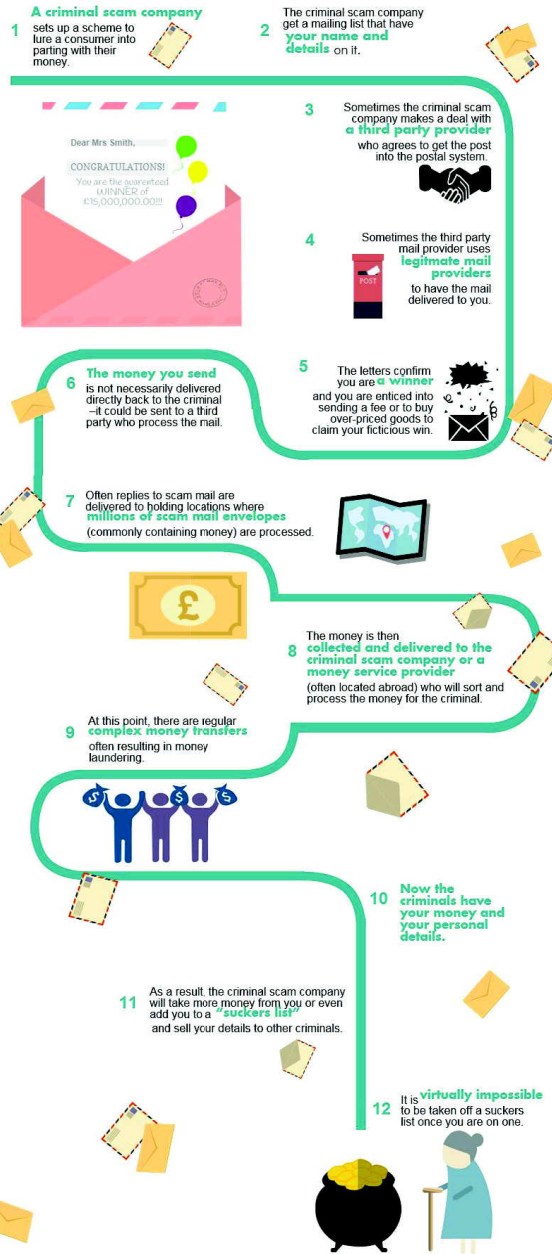 1
A criminal scam company
sets up a scheme to
lure a consumer into
parting with their
money.
2
The criminal scam company
get a mailing list that have
your name and
details on it.
3
Sometimes the criminal scam
company makes a deal with
a third party provider
who agrees to get the post
into the postal system.
Dear Mrs Smith,
CONGRATULATIONS!
You are the guarenteed
WINNER of
£15,000,000.00!!!
4
Sometimes the third party
mail provider uses
legitmate mail
providers
to have the mail
delivered to you.
POST
5
The letters confirm
you are a winner
and you are enticed into
sending a fee or to buy
over-priced goods to
claim your ficticious win.
6
The money you send
is not necessarily delivered
directly back to the criminal
–it could be sent to a third
party who process the mail.
7
Often replies to scam mail are
delivered to holding locations where
millions of scam mail envelopes
(commonly containing money) are processed.
£
8
The money is then
collected and delivered to the
criminal scam company or a
money service provider
(often located abroad) who will sort and
process the money for the criminal.
9
At this point, there are regular
complex money transfers
often resulting in money
laundering.
$ $ $
10
Now the
criminals have
your money and
your personal
details.
11
As a result, the criminal scam company
will take more money from you or even
add you to a "suckers list"
and sell your details to other criminals.
12
It is virtually impossible
to be taken off a suckers
list once you are on one.